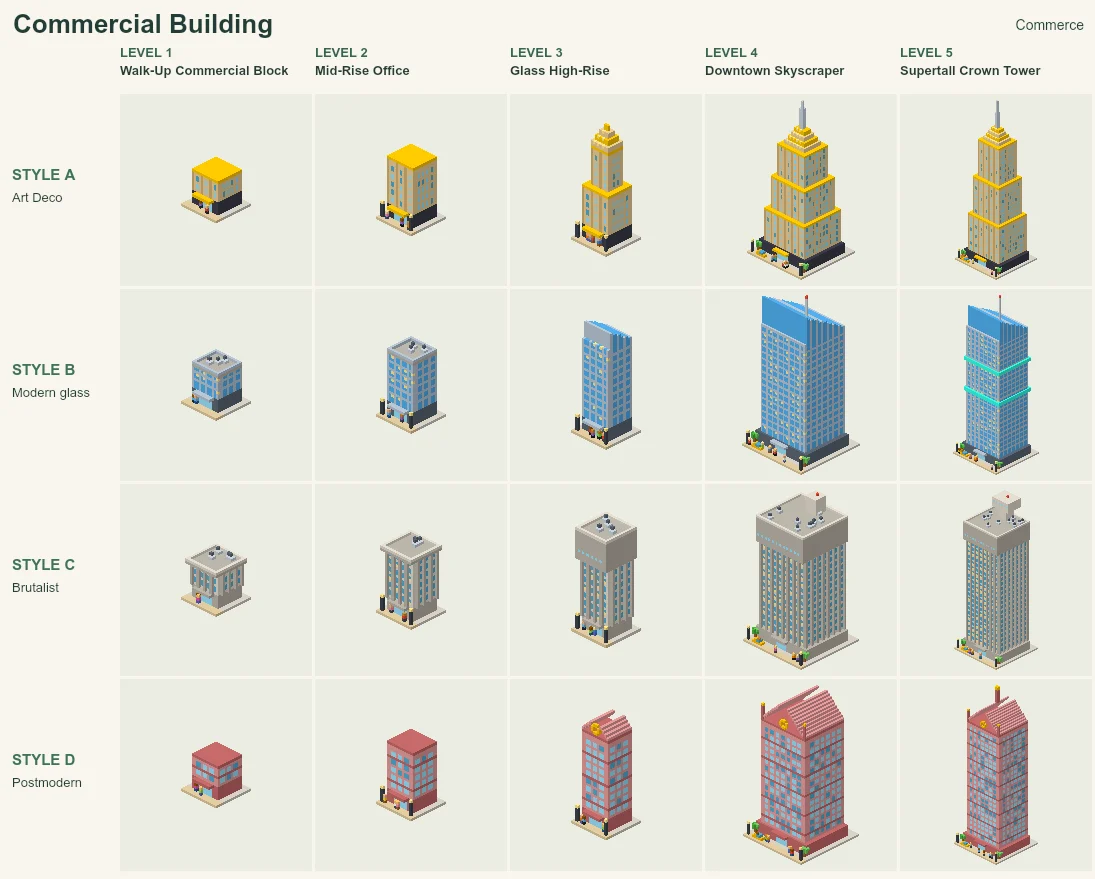 Commercial Building
Commerce
LEVEL 1
Walk-Up Commercial Block
LEVEL 2
Mid-Rise Office
LEVEL 3
Glass High-Rise
LEVEL 4
Downtown Skyscraper
LEVEL 5
Supertall Crown Tower
STYLE A
Art Deco
STYLE B
Modern glass
STYLE C
Brutalist
STYLE D
Postmodern